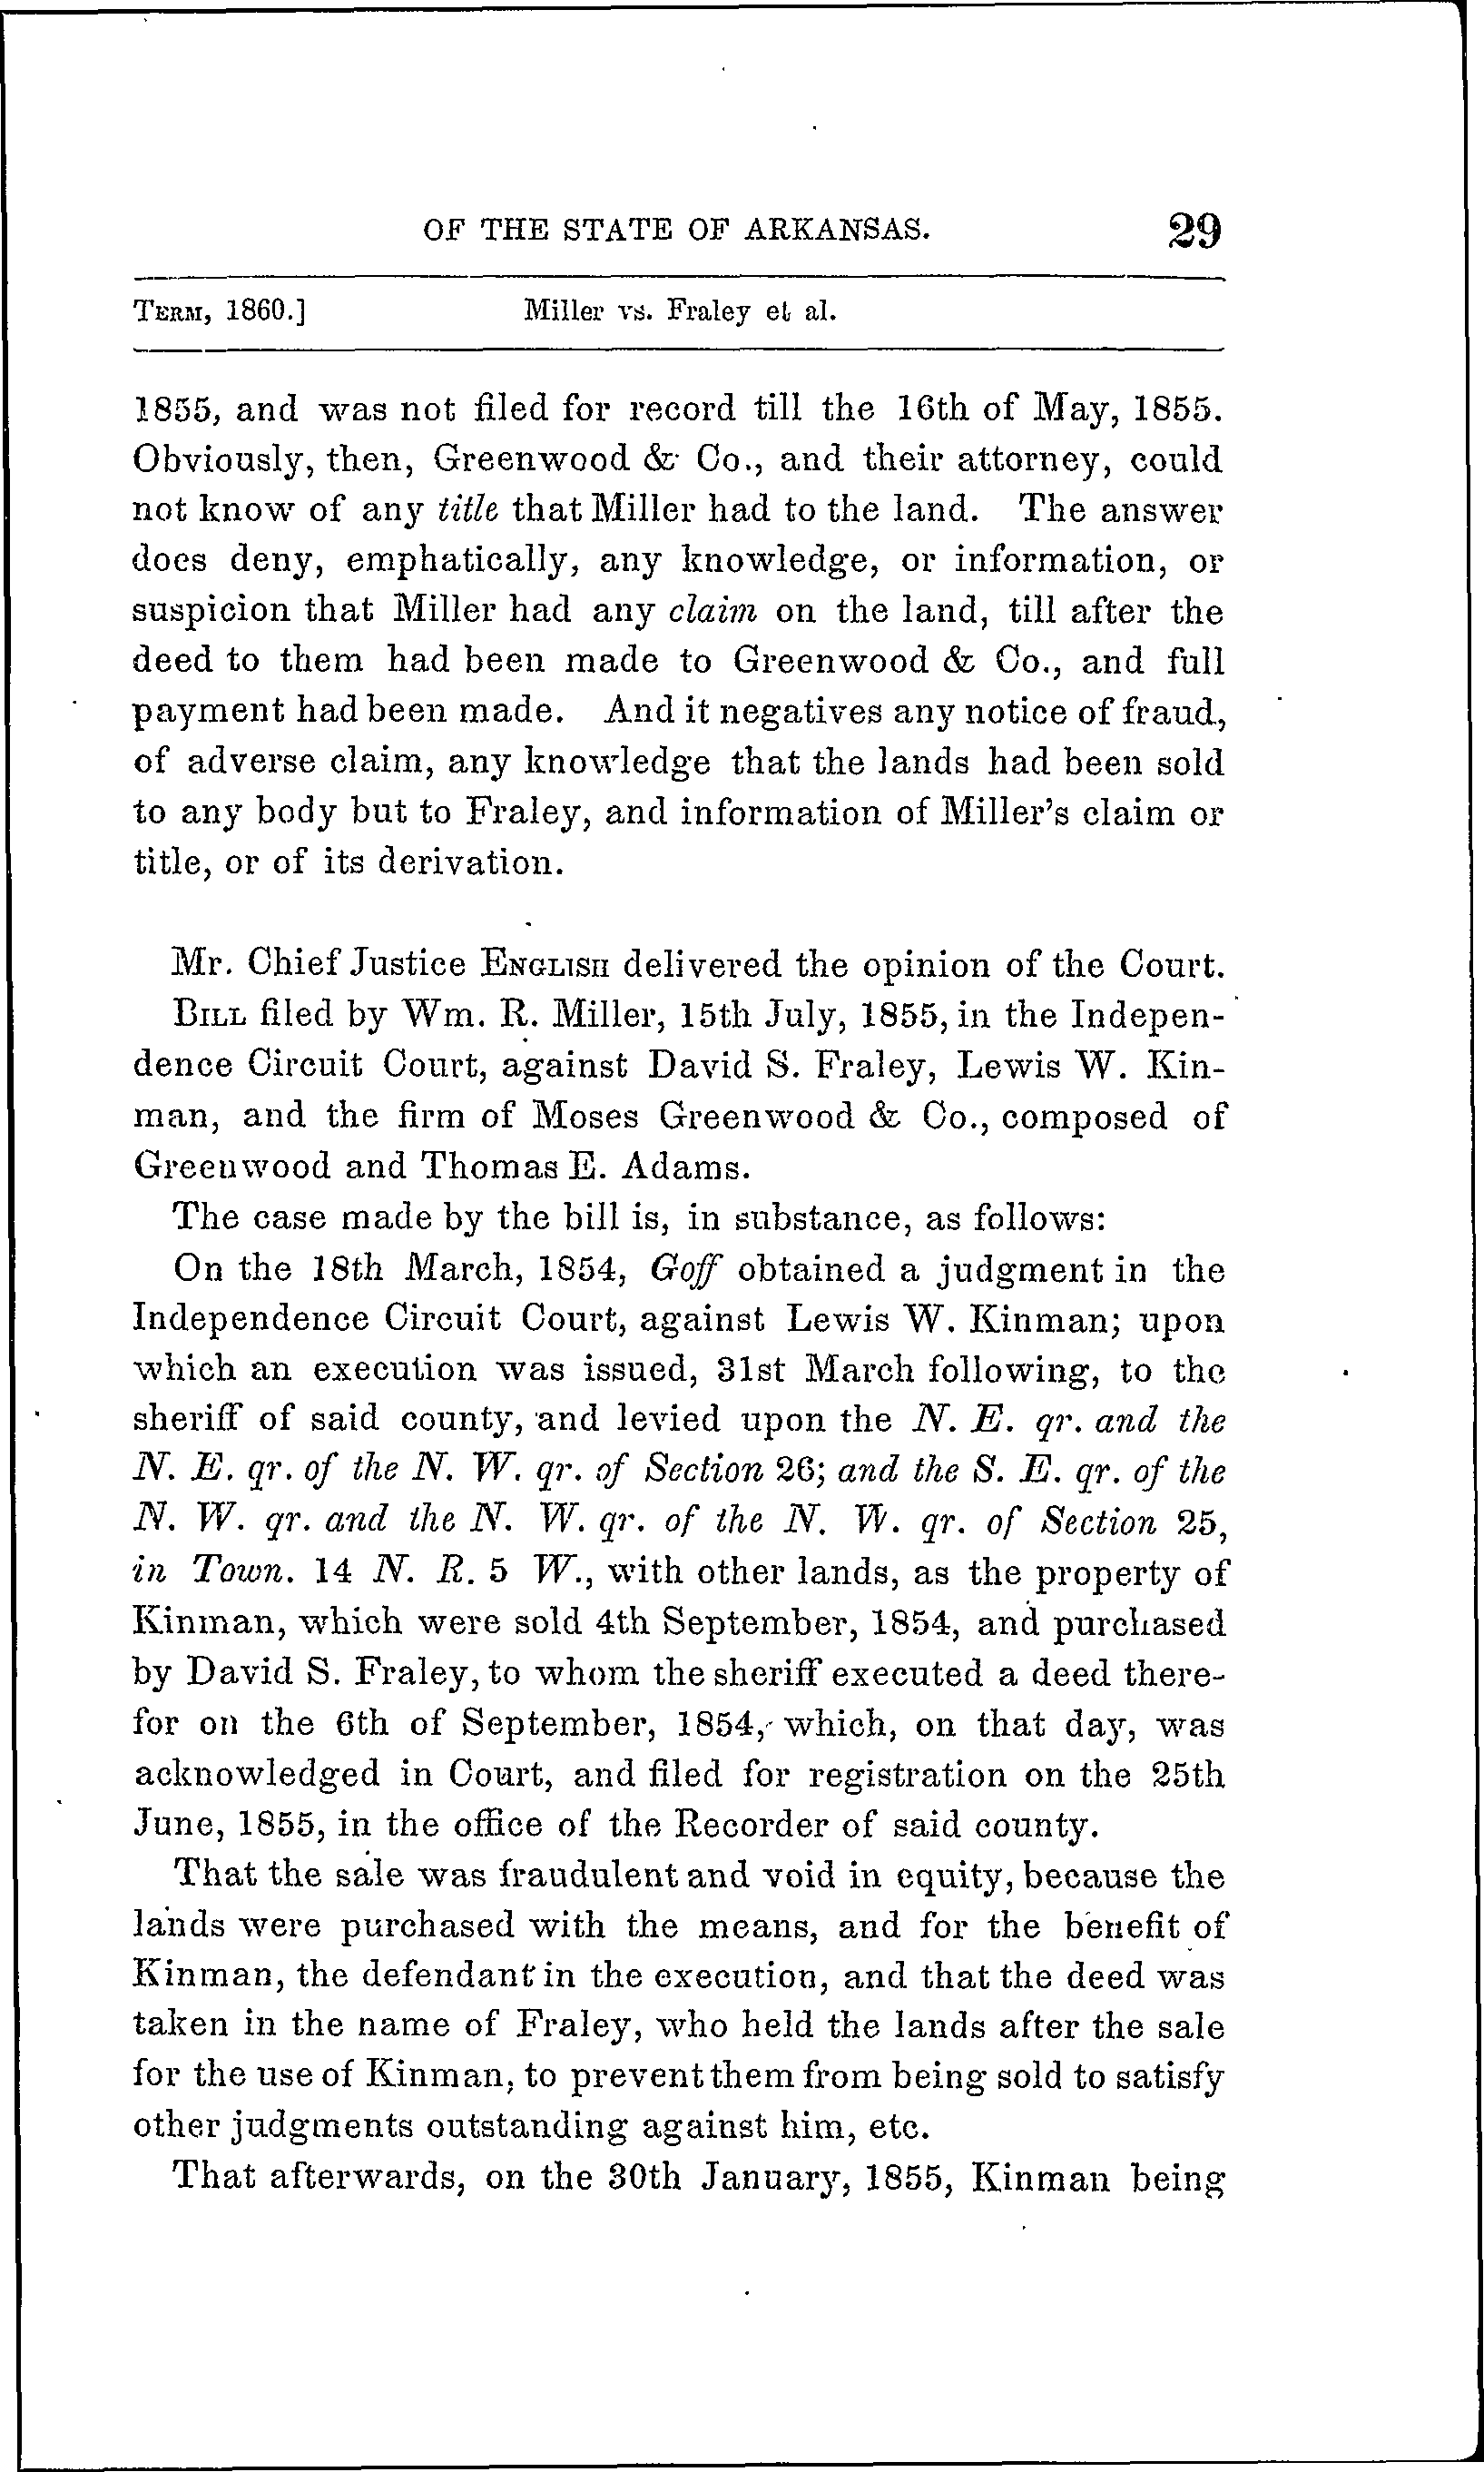 OF THE STATE OF ARKANSAS. 29
TERM, 1860.] Miller vs. Fraley et al.
1855, and was not filed for record till the 16th of May, 1855.
Obviously, then, Greenwood & Co., and their attorney, could
not know of any title that Miller had to the land. The answer
does deny, emphatically, any knowledge, or information, or
suspicion that Miller had any claim on the land, till after the
deed to them had been made to Greenwood & Co., and full
payment had been made. And it negatives any notice of fraud,
of adverse claim, any knowledge that the lands had been sold
to any body but to Fraley, and information of Miller's claim or
title, or of its derivation.
Mr. Chief Justice ENGLISH delivered the opinion of the Court.
BILL filed by Wm. R. Miller, 15th July, 1855, in the Indepen-
dence Circuit Court, against David S. Fraley, Lewis W. Kin-
man, and the firm of Moses Greenwood & Co., composed of
Greenwood and Thomas E. Adams.
The case made by the bill is, in substance, as follows:
On the 18th March, 1854, Goff obtained a judgment in the
Independence Circuit Court, against Lewis W. Kinman; upon
which an execution was issued, 31st March following, to the
sheriff of said county, and levied upon the N. E. qr. and the
N. E. qr. of the N. W. qr. of Section 26; and the S. E. qr. of the
N. W. qr. and the N. W. qr. of the N. W. qr. of Section 25,
in Town. 14 N. R. 5 W., with other lands, as the property of
Kinman, which were sold 4th September, 1854, and purchased
by David S. Fraley, to whom the sheriff executed a deed there-
for on the 6th of September, 1854, which, on that day, was
acknowledged in Court, and filed for registration on the 25th
June, 1855, in the office of the Recorder of said county.
That the sale was fraudulent and void in equity, because the
lands were purchased with the means, and for the benefit of
Kinman, the defendant in the execution, and that the deed was
taken in the name of Fraley, who held the lands after the sale
for the use of Kinman, to prevent them from being sold to satisfy
other judgments outstanding against him, etc.
That afterwards, on the 30th January, 1855, Kinman being